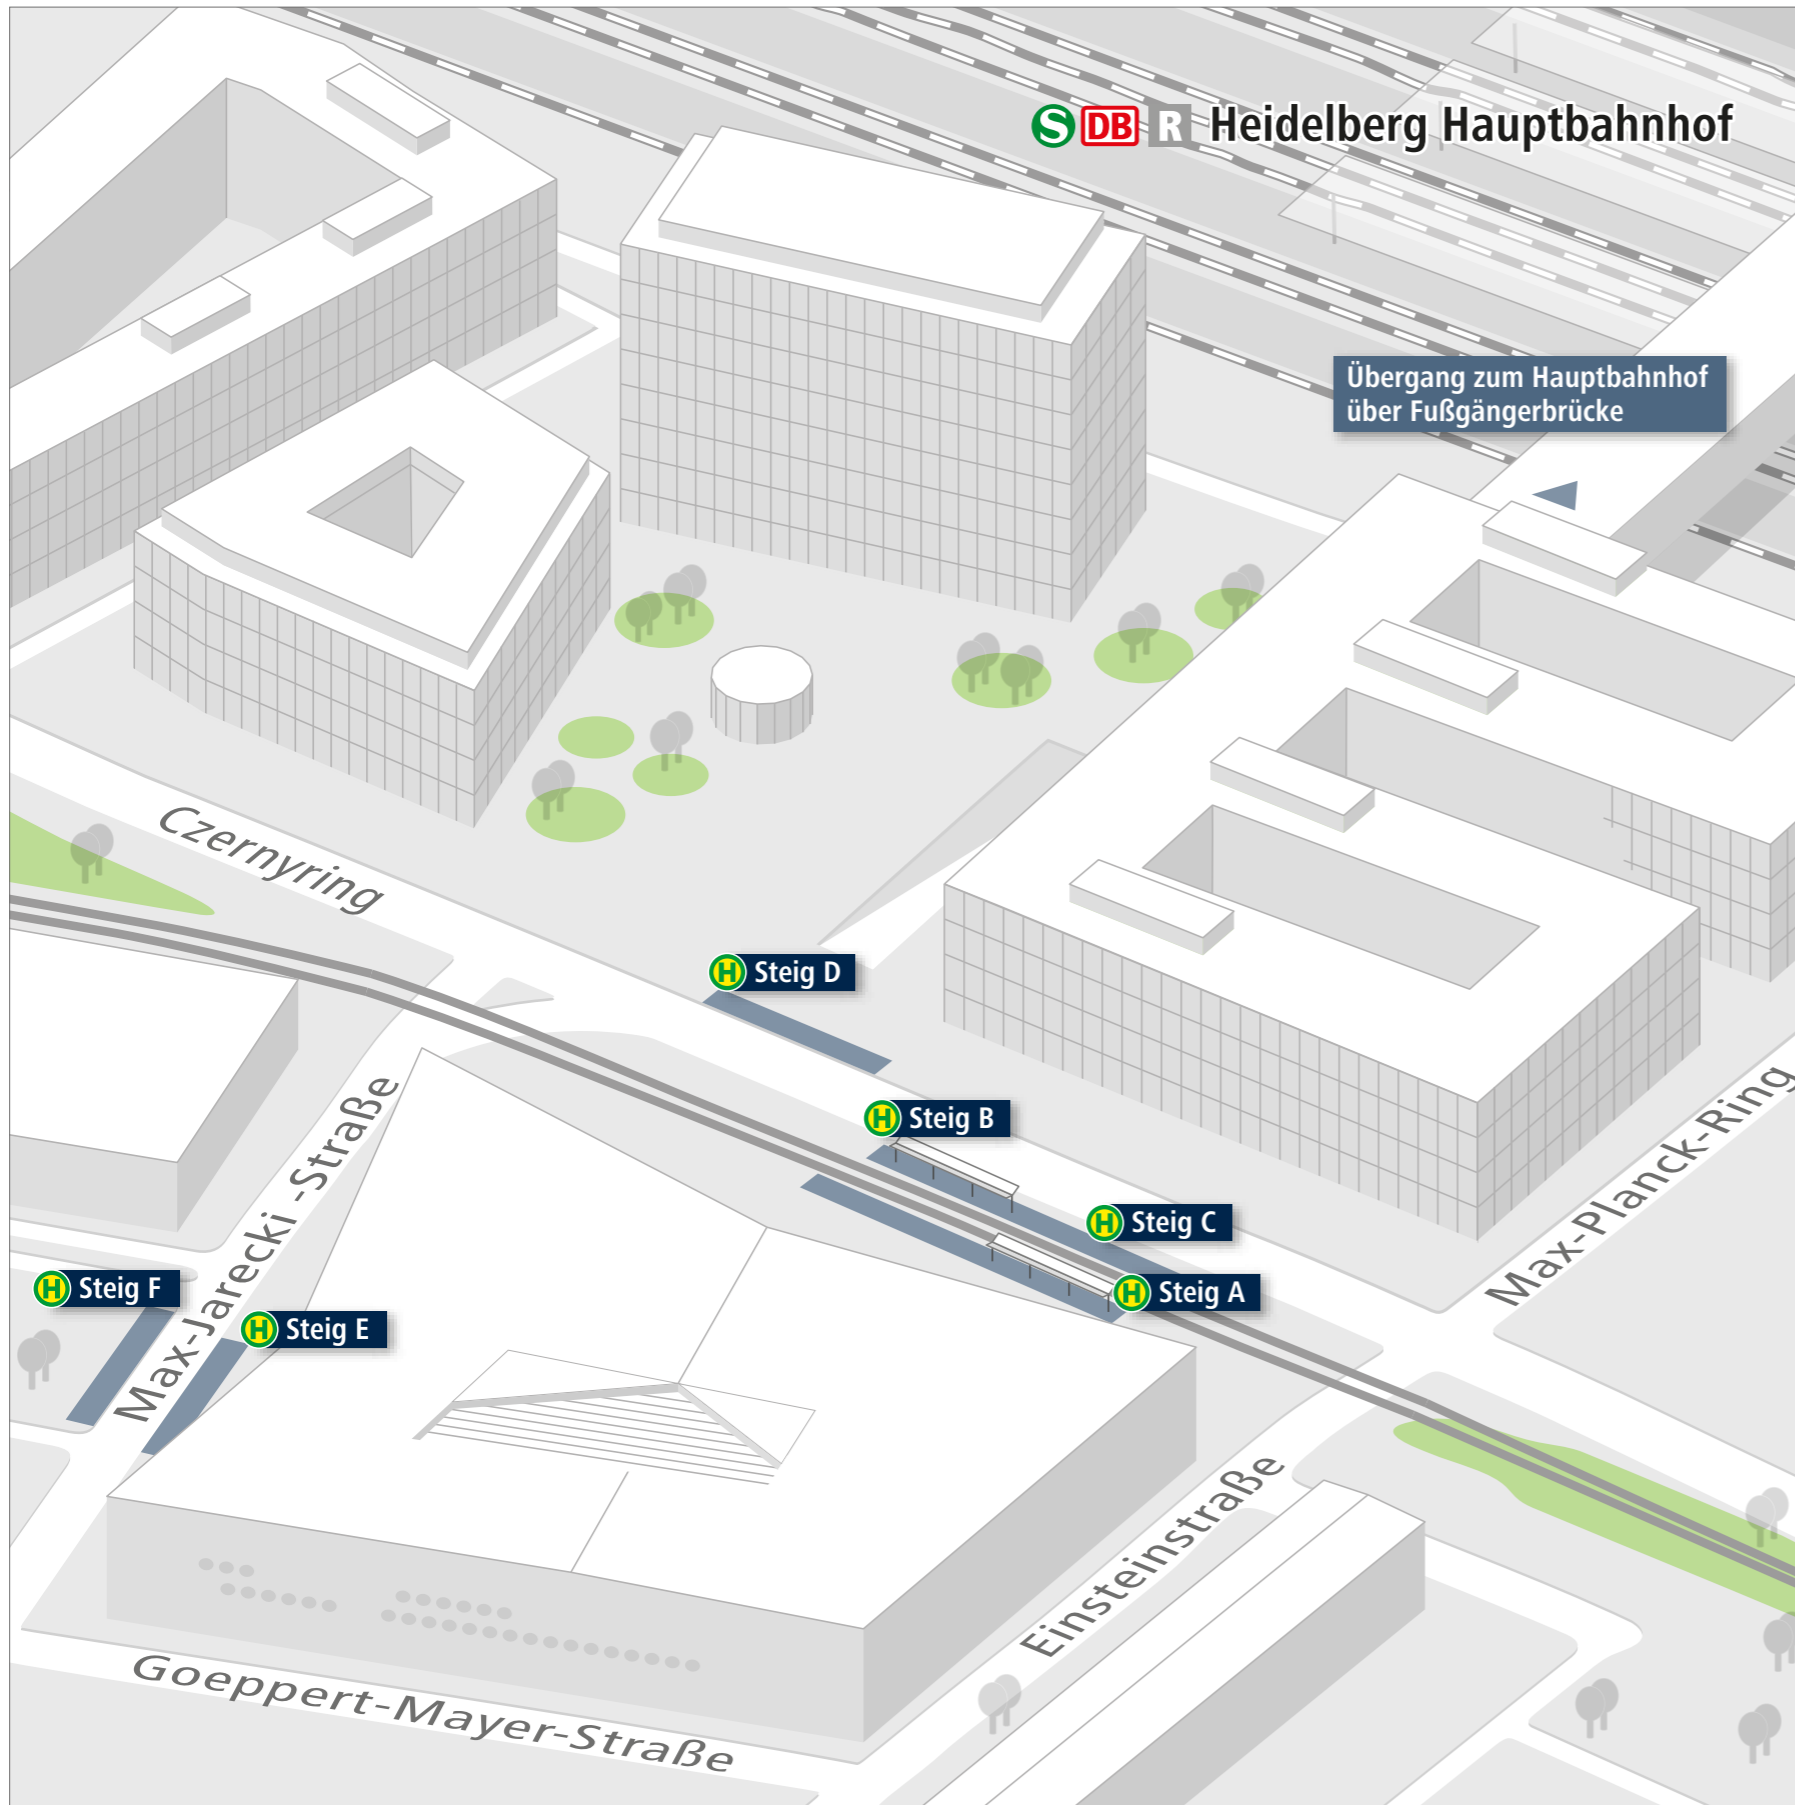 S DB R Heidelberg Hauptbahnhof
Übergang zum Hauptbahnhof
über Fußgängerbrücke
Czernyring
H Steig D
H Steig B
H Steig C
H Steig A
H Steig F
H Steig E
Max-Jarecki -Straße
Max-Planck-Ring
Einsteinstraße
Goeppert-Mayer-Straße